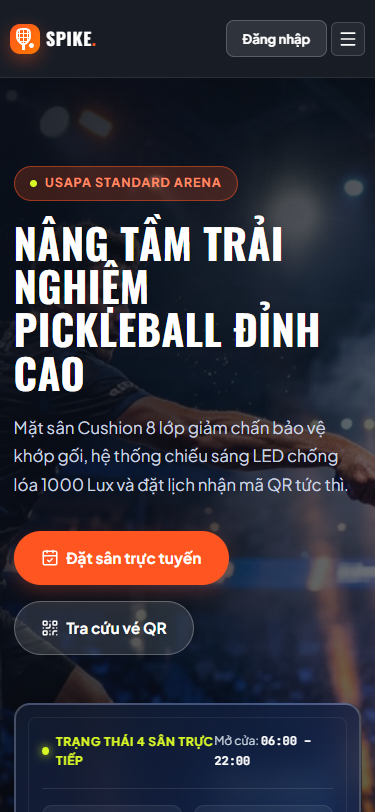 SPIKE.
Đăng nhập
USAPA STANDARD ARENA
NÂNG TẦM TRẢI
NGHIỆM
PICKLEBALL ĐỈNH
CAO
Mặt sân Cushion 8 lớp giảm chấn bảo vệ
khớp gối, hệ thống chiếu sáng LED chống
lóa 1000 Lux và đặt lịch nhận mã QR tức thì.
Đặt sân trực tuyến
Tra cứu vé QR
TRẠNG THÁI 4 SÂN TRỰC
TIẾP
Mở cửa: 06:00 –
22:00